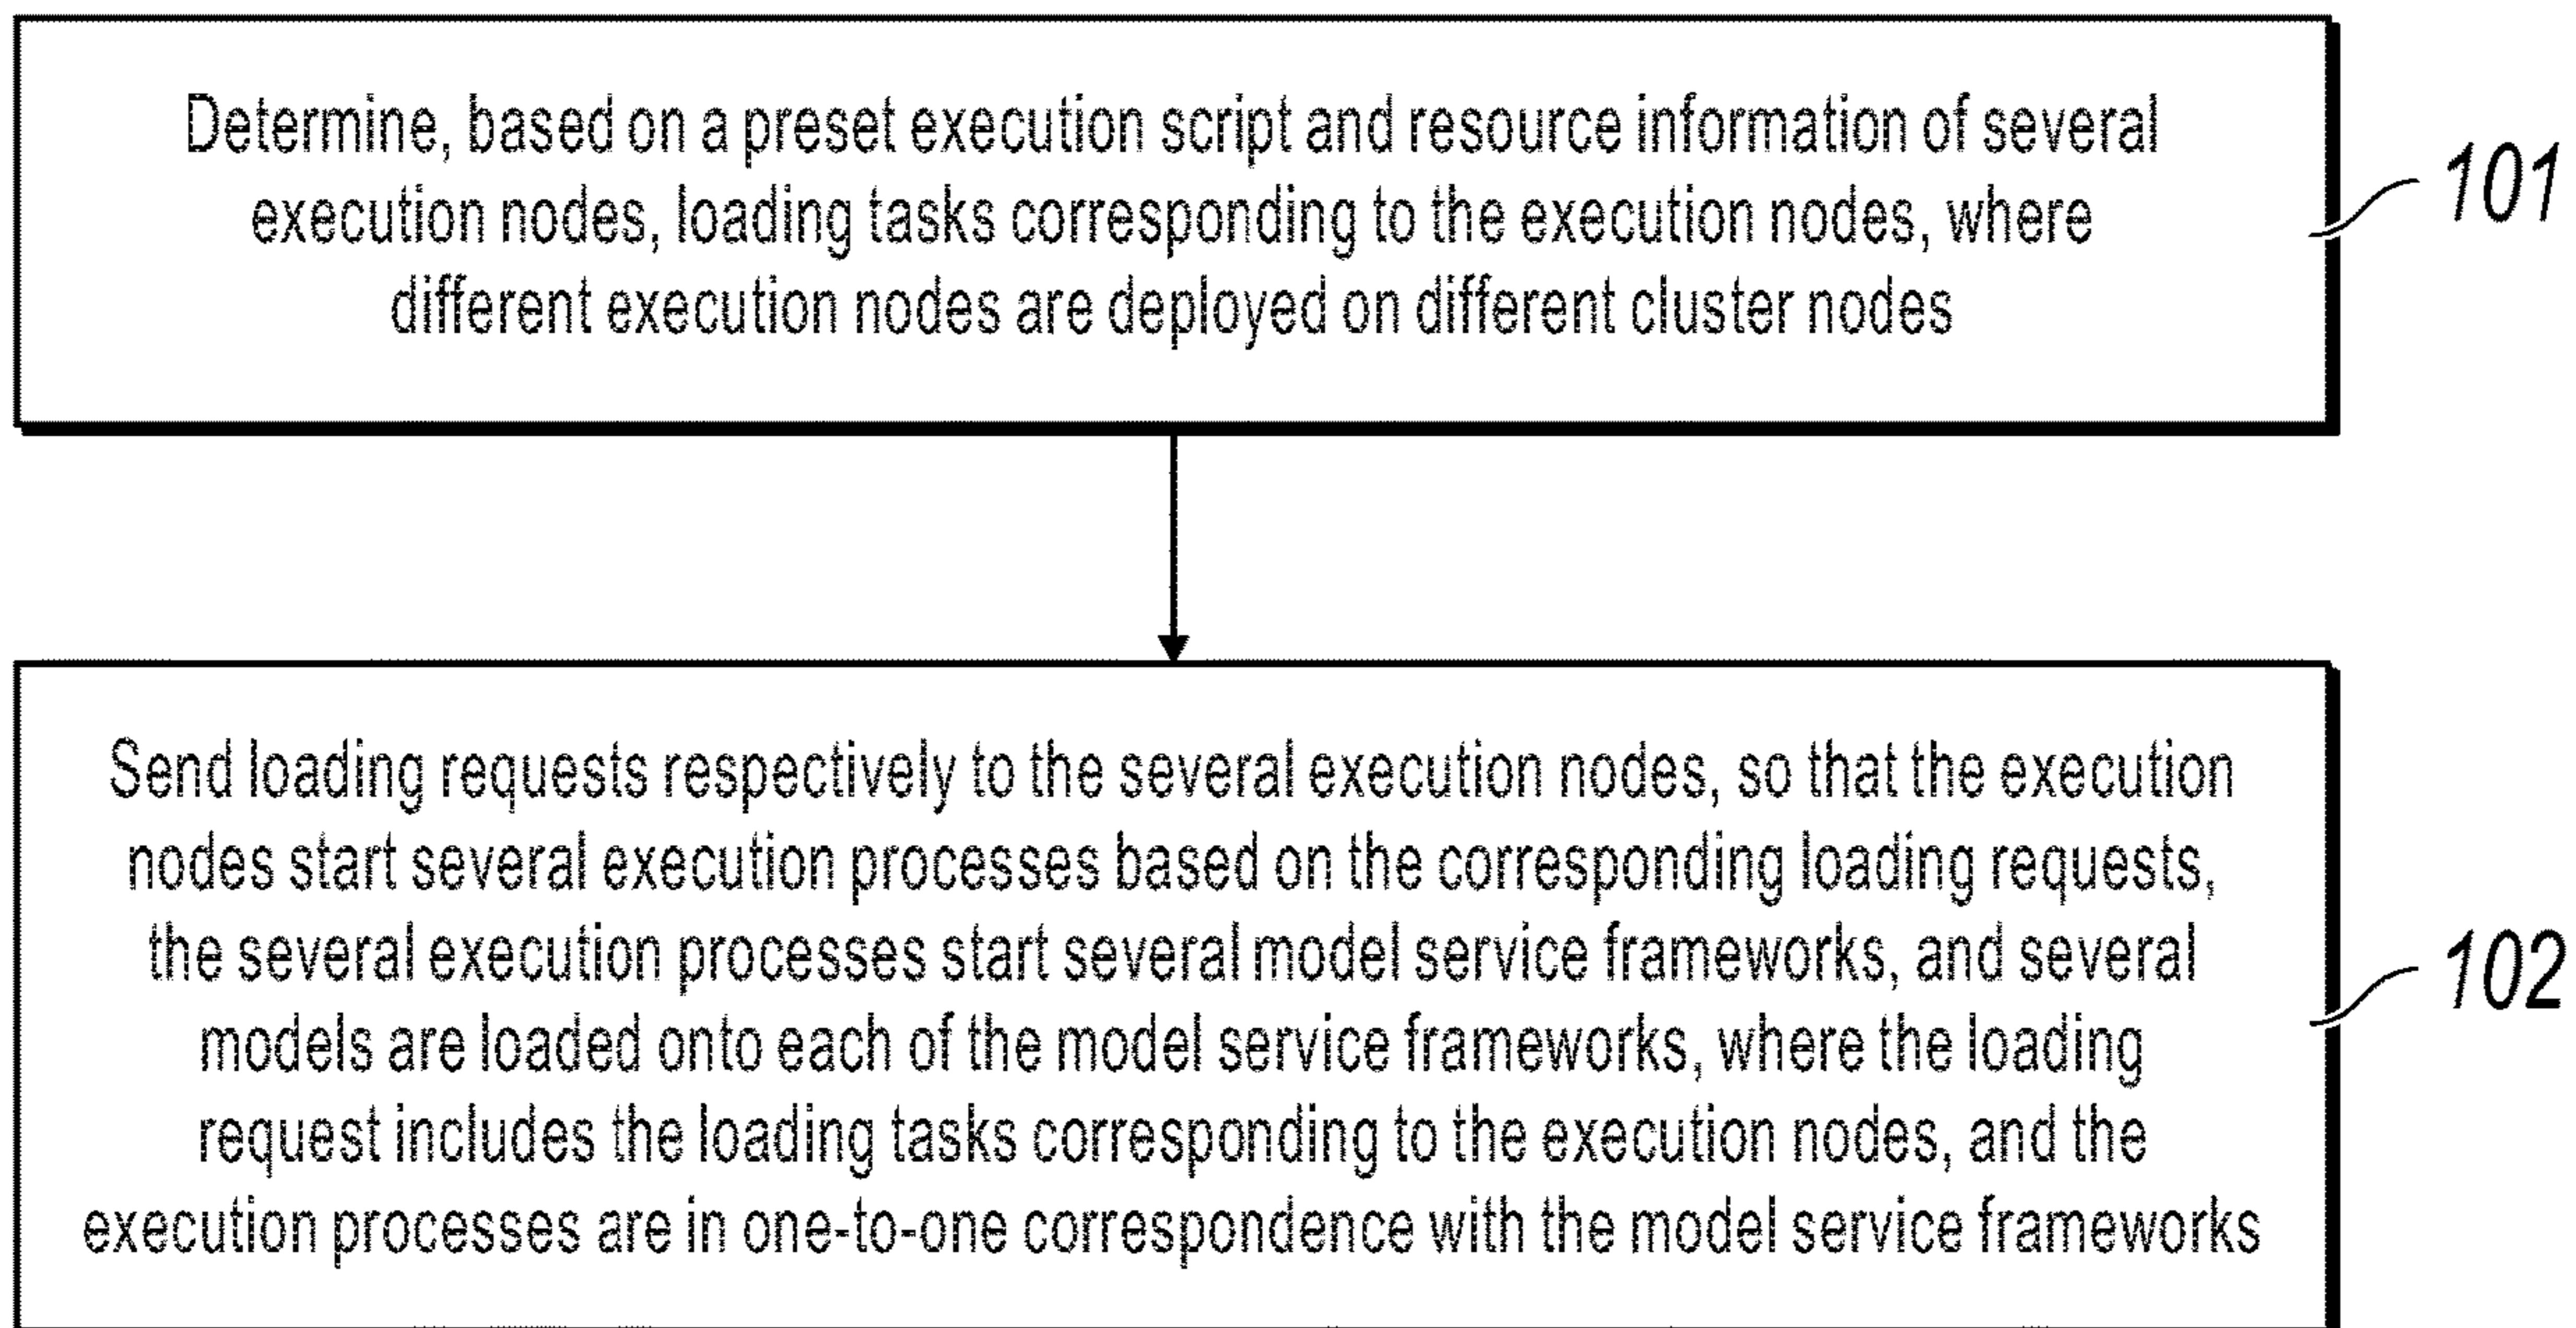 Determine, based on a preset execution script and resource information of several
execution nodes, loading tasks corresponding to the execution nodes, where
different execution nodes are deployed on different cluster nodes
101
Send loading requests respectively to the several execution nodes, so that the execution
nodes start several execution processes based on the corresponding loading requests,
the several execution processes start several model service frameworks, and several
models are loaded onto each of the model service frameworks, where the loading
request includes the loading tasks corresponding to the execution nodes, and the
execution processes are in one-to-one correspondence with the model service frameworks
102